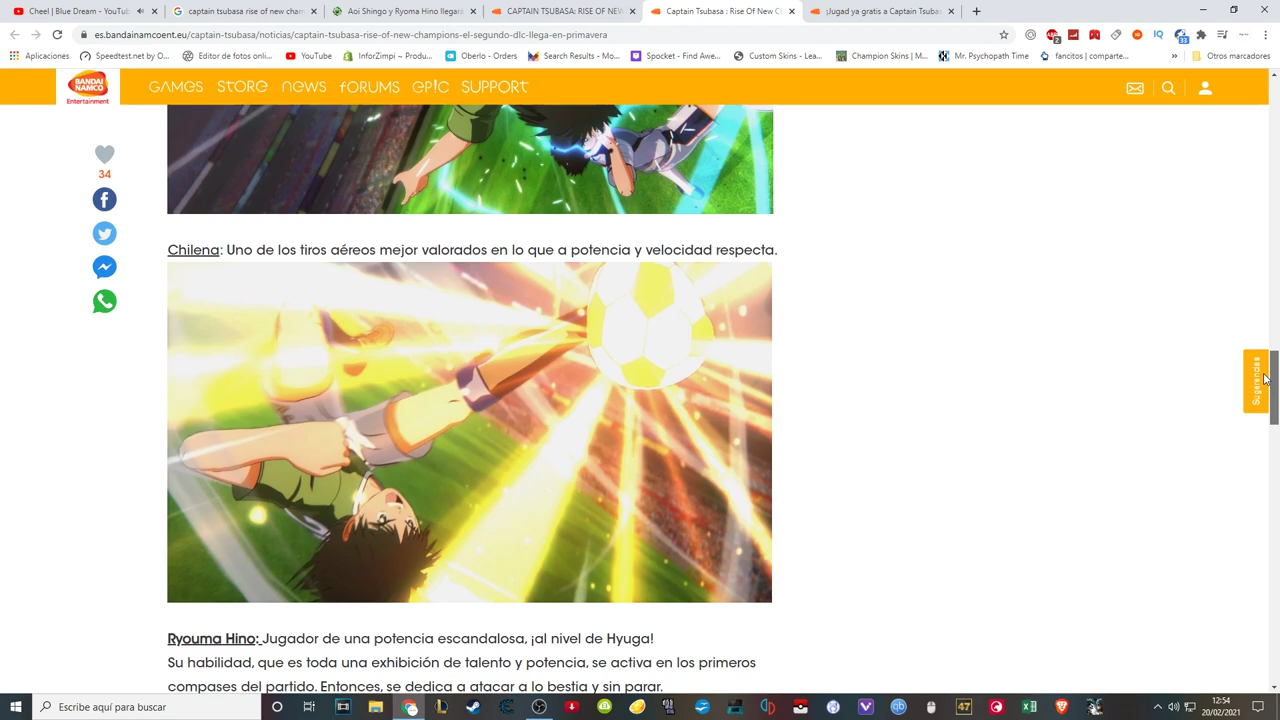 Cheel | Blue Dream - YouTub
captain tsubasa rise of new cham
Aoi Shingo y Ryoma Hino llegará
CAPTAIN TSUBASA: RISE OF NEW
Captain Tsubasa : Rise Of New C
¡Jugad ya gratis a Captain Tsuba
es.bandainamcoent.eu/captain-tsubasa/noticias/captain-tsubasa-rise-of-new-champions-el-segundo-dlc-llega-en-primavera
Aplicaciones
Speedtest.net by O...
Editor de fotos onli...
YouTube
InforZimpi ~ Produ...
Oberlo - Orders
Search Results - Mo...
Spocket - Find Awe...
Custom Skins - Lea...
Champion Skins | M...
Mr. Psychopath Time
fancitos | comparte...
»
Otros marcadores
BANDAI
NAMCO
Entertainment
GAMES STORE NEWS FORUMS EPIC SUPPORT
34
Chilena: Uno de los tiros aéreos mejor valorados en lo que a potencia y velocidad respecta.
Sugerencias
Ryouma Hino: Jugador de una potencia escandalosa, ¡al nivel de Hyuga!
Su habilidad, que es toda una exhibición de talento y potencia, se activa en los primeros
compases del partido. Entonces, se dedica a atacar a lo bestia y sin parar.
Escribe aquí para buscar
12:54
20/02/2021